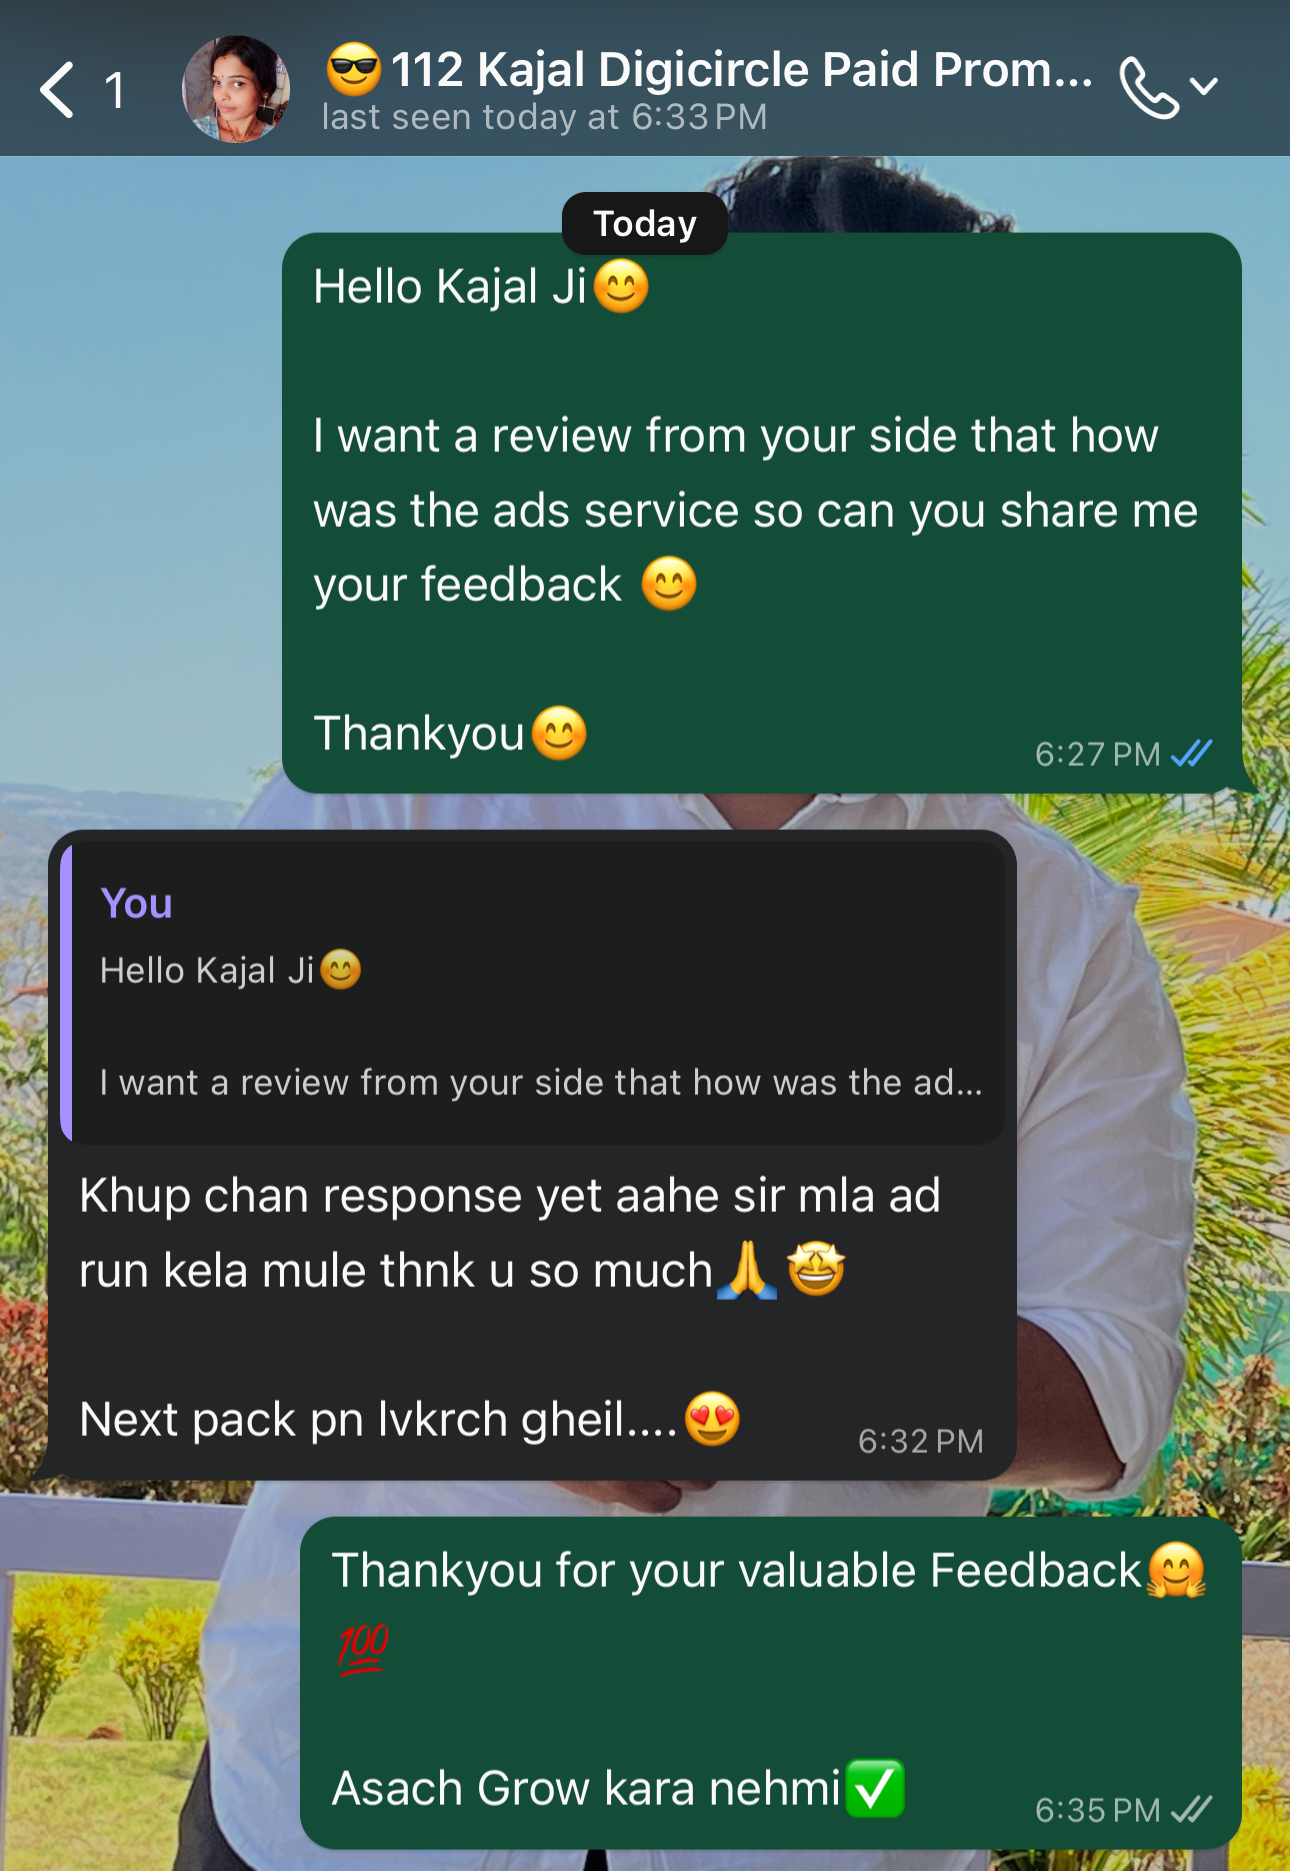 1
😎112 Kajal Digicircle Paid Prom...
last seen today at 6:33 PM
Today
Hello Kajal Ji😊
I want a review from your side that how
was the ads service so can you share me
your feedback 😊
Thankyou😊
6:27 PM
You
Hello Kajal Ji😊
I want a review from your side that how was the ad...
Khup chan response yet aahe sir mla ad
run kela mule thnk u so much🙏🤩
Next pack pn lvkrch gheil....😍
6:32 PM
Thankyou for your valuable Feedback🤗
💯
Asach Grow kara nehmi✅
6:35 PM